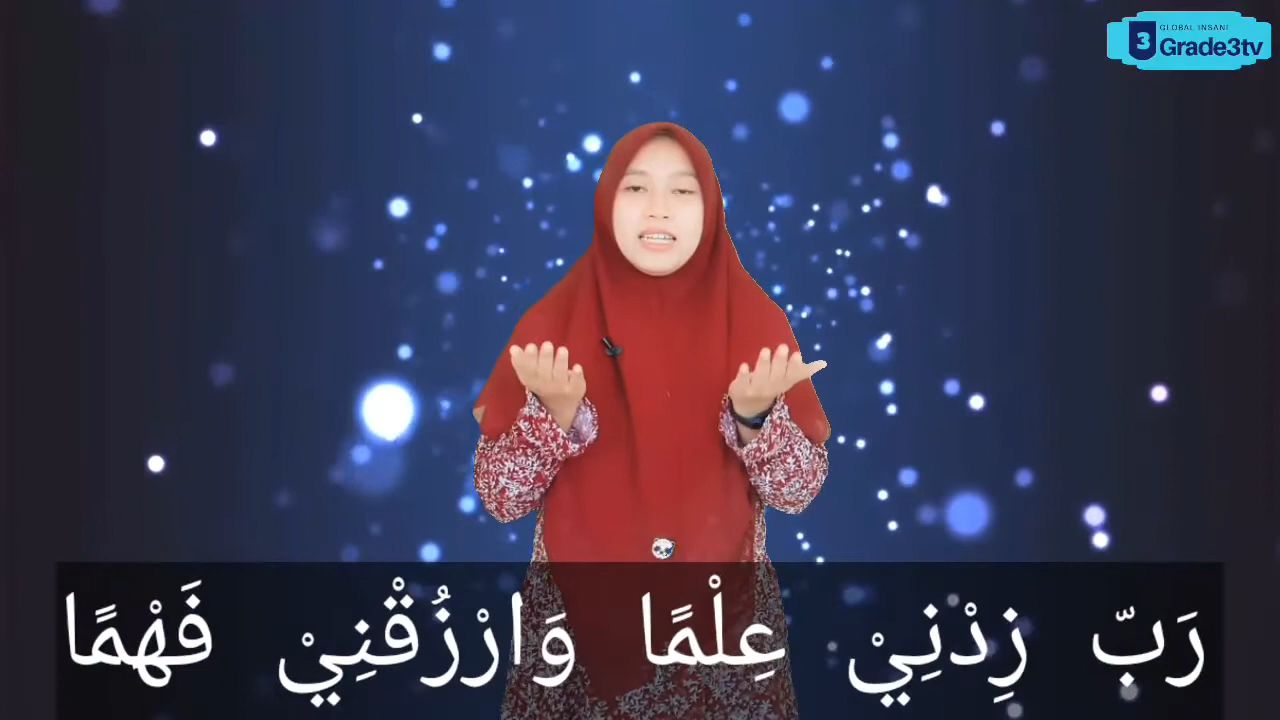 GLOBAL INSANI
3 Grade3tv
رَبّ زِدْنِيْ عِلْمًا وَارْزُقْنِيْ فَهْمًا